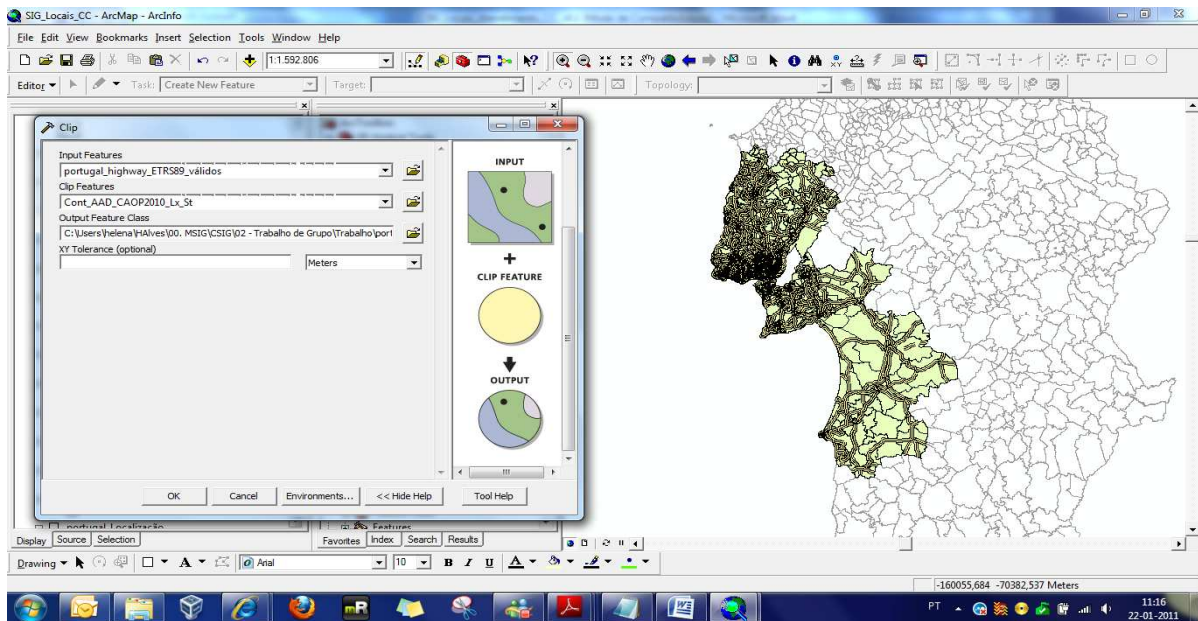 SIG_Locais_CC - ArcMap - ArcInfo
File Edit View Bookmarks Insert Selection Tools Window Help
1:1.592.806
Editor Task: Create New Feature Target: Topology:
Clip
Input Features
portugal_highway_ETRS89_válidos
Clip Features
Cont_AAD_CAOP2010_Lx_St
Output Feature Class
C:\Users\helena\HAlves\00. MSIG\CSIG\02 - Trabalho de Grupo\Trabalho\port
XY Tolerance (optional)
Meters
INPUT
+
CLIP FEATURE
OUTPUT
OK Cancel Environments... << Hide Help Tool Help
portugal Localização
Features
Display Source Selection
Favorites Index Search Results
Drawing A Arial 10 B I U A
-160055,684 -70382,537 Meters
mR
PT
11:16
22-01-2011